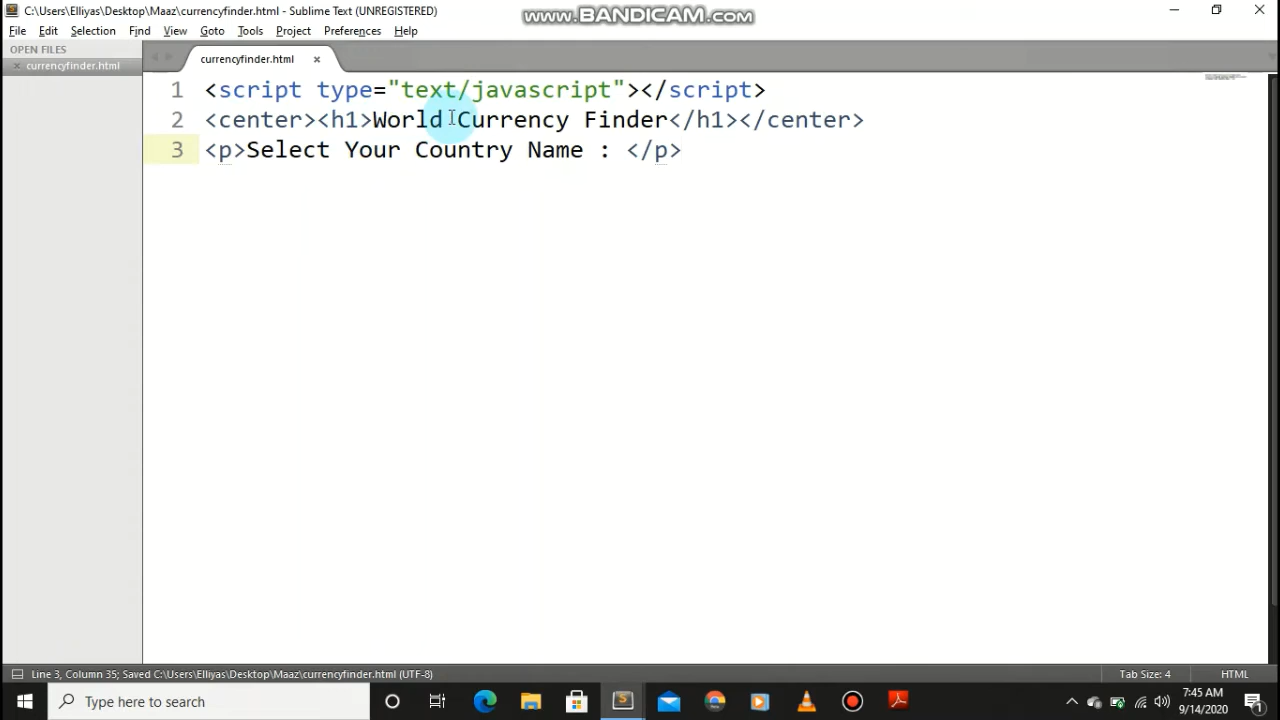 C:\Users\Elliyas\Desktop\Maaz\currencyfinder.html - Sublime Text (UNREGISTERED)
www.BANDICAM.com
File Edit Selection Find View Goto Tools Project Preferences Help
OPEN FILES
currencyfinder.html
currencyfinder.html
1 <script type="text/javascript"></script>
2 <center><h1>World Currency Finder</h1></center>
3 <p>Select Your Country Name : </p>
Line 3, Column 35; Saved C:\Users\Elliyas\Desktop\Maaz\currencyfinder.html (UTF-8)
Tab Size: 4
HTML
Type here to search
7:45 AM
9/14/2020